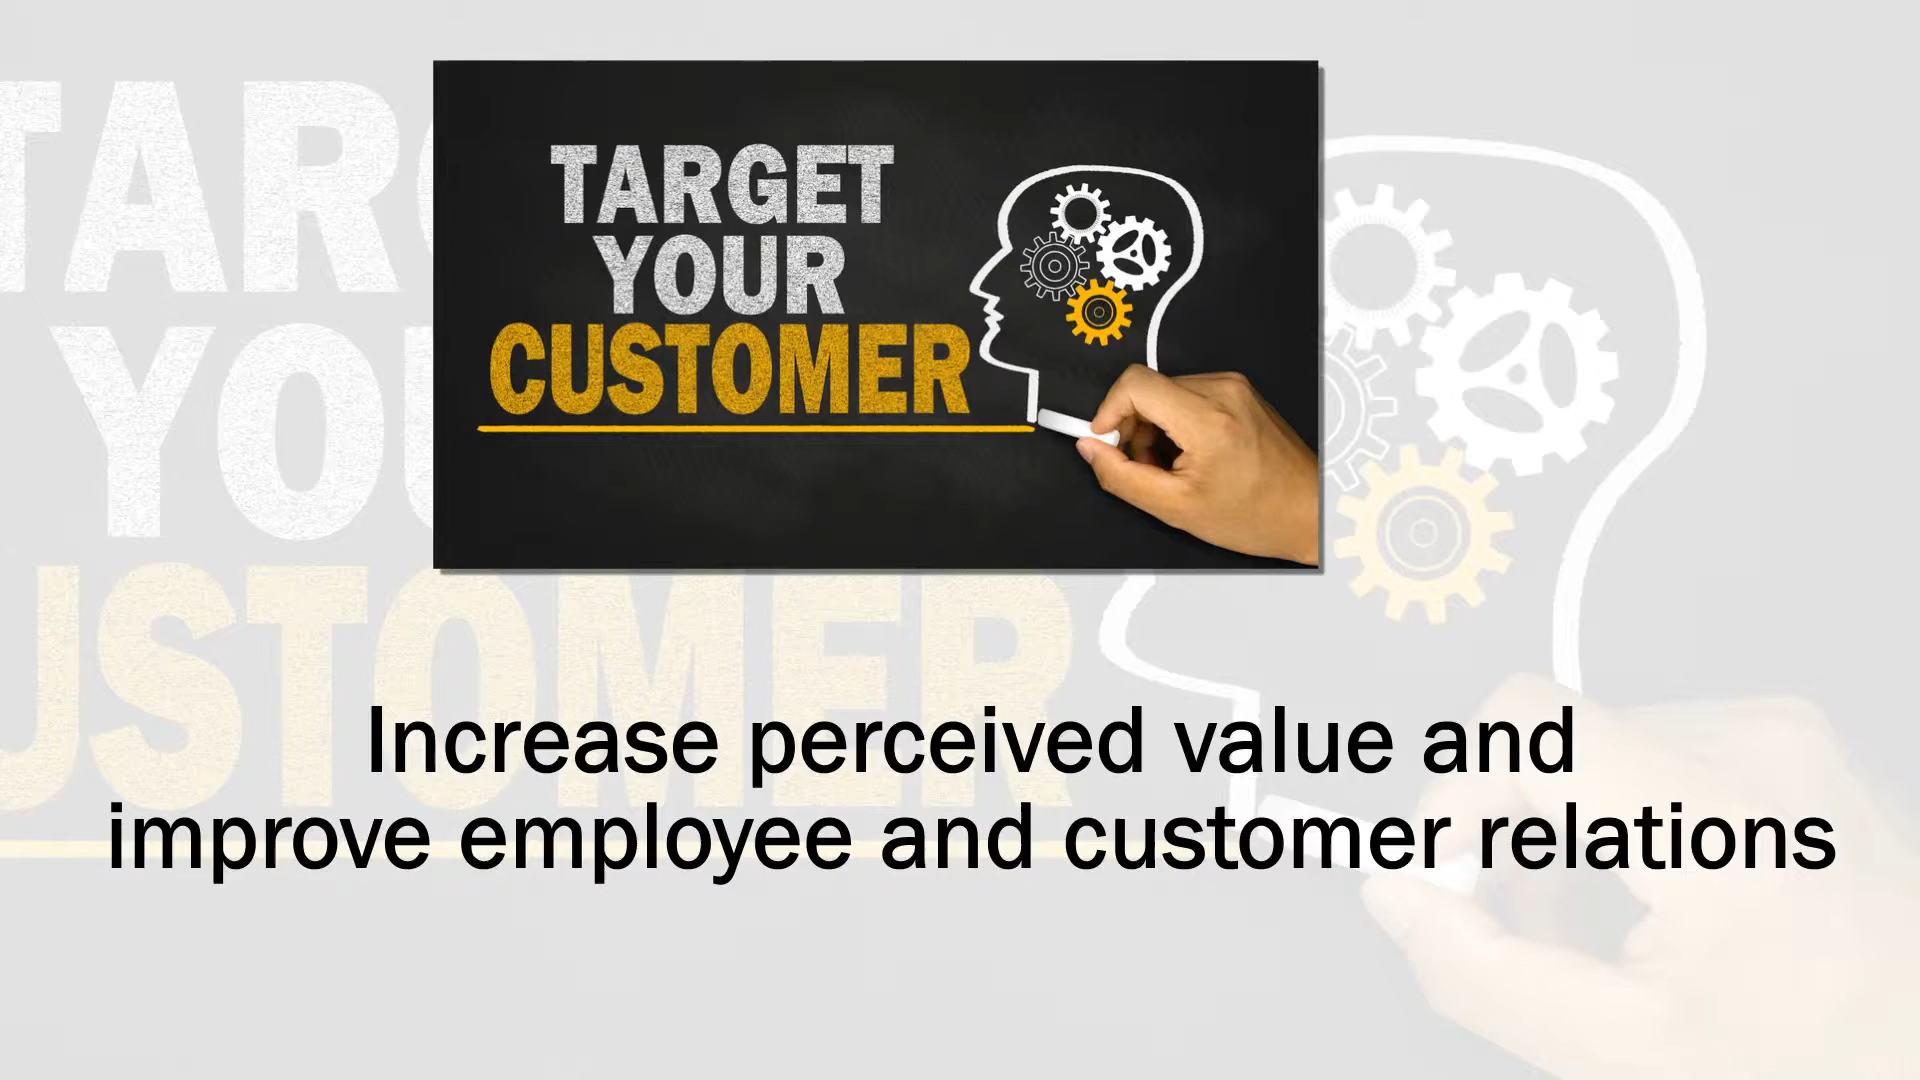 TARGET
YOUR
CUSTOMER
Increase perceived value and
improve employee and customer relations